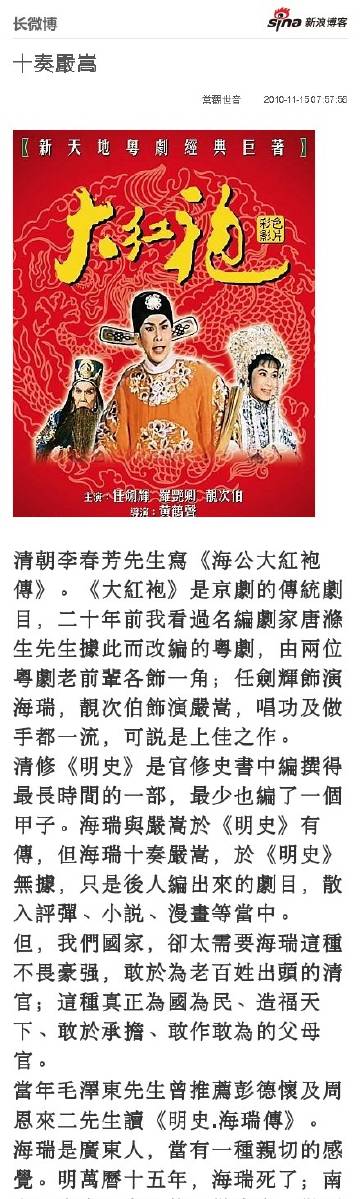 长微博
sina 新浪博客
十奏嚴嵩
2010-11-15 07:57:56
【新天地粵劇經典巨著】
大紅袍
彩色影片
主演：任劍輝 羅艷卿 靚次伯
導演：黃鶴聲
清朝李春芳先生寫《海公大紅袍
傳》。《大紅袍》是京劇的傳統劇
目，二十年前我看過名編劇家唐滌
生先生據此而改編的粵劇，由兩位
粵劇老前輩各飾一角；任劍輝飾演
海瑞，靚次伯飾演嚴嵩，唱功及做
手都一流，可說是上佳之作。
清修《明史》是官修史書中編撰得
最長時間的一部，最少也編了一個
甲子。海瑞與嚴嵩於《明史》有
傳，但海瑞十奏嚴嵩，於《明史》
無據，只是後人編出來的劇目，散
入評彈、小説、漫畫等當中。
但，我們國家，卻太需要海瑞這種
不畏豪强，敢於為老百姓出頭的清
官；這種真正為國為民、造福天
下、敢於承擔、敢作敢為的父母
官。
當年毛澤東先生曾推薦彭德懷及周
恩來二先生讀《明史.海瑞傳》。
海瑞是廣東人，當有一種親切的感
覺。明萬曆十五年，海瑞死了；南